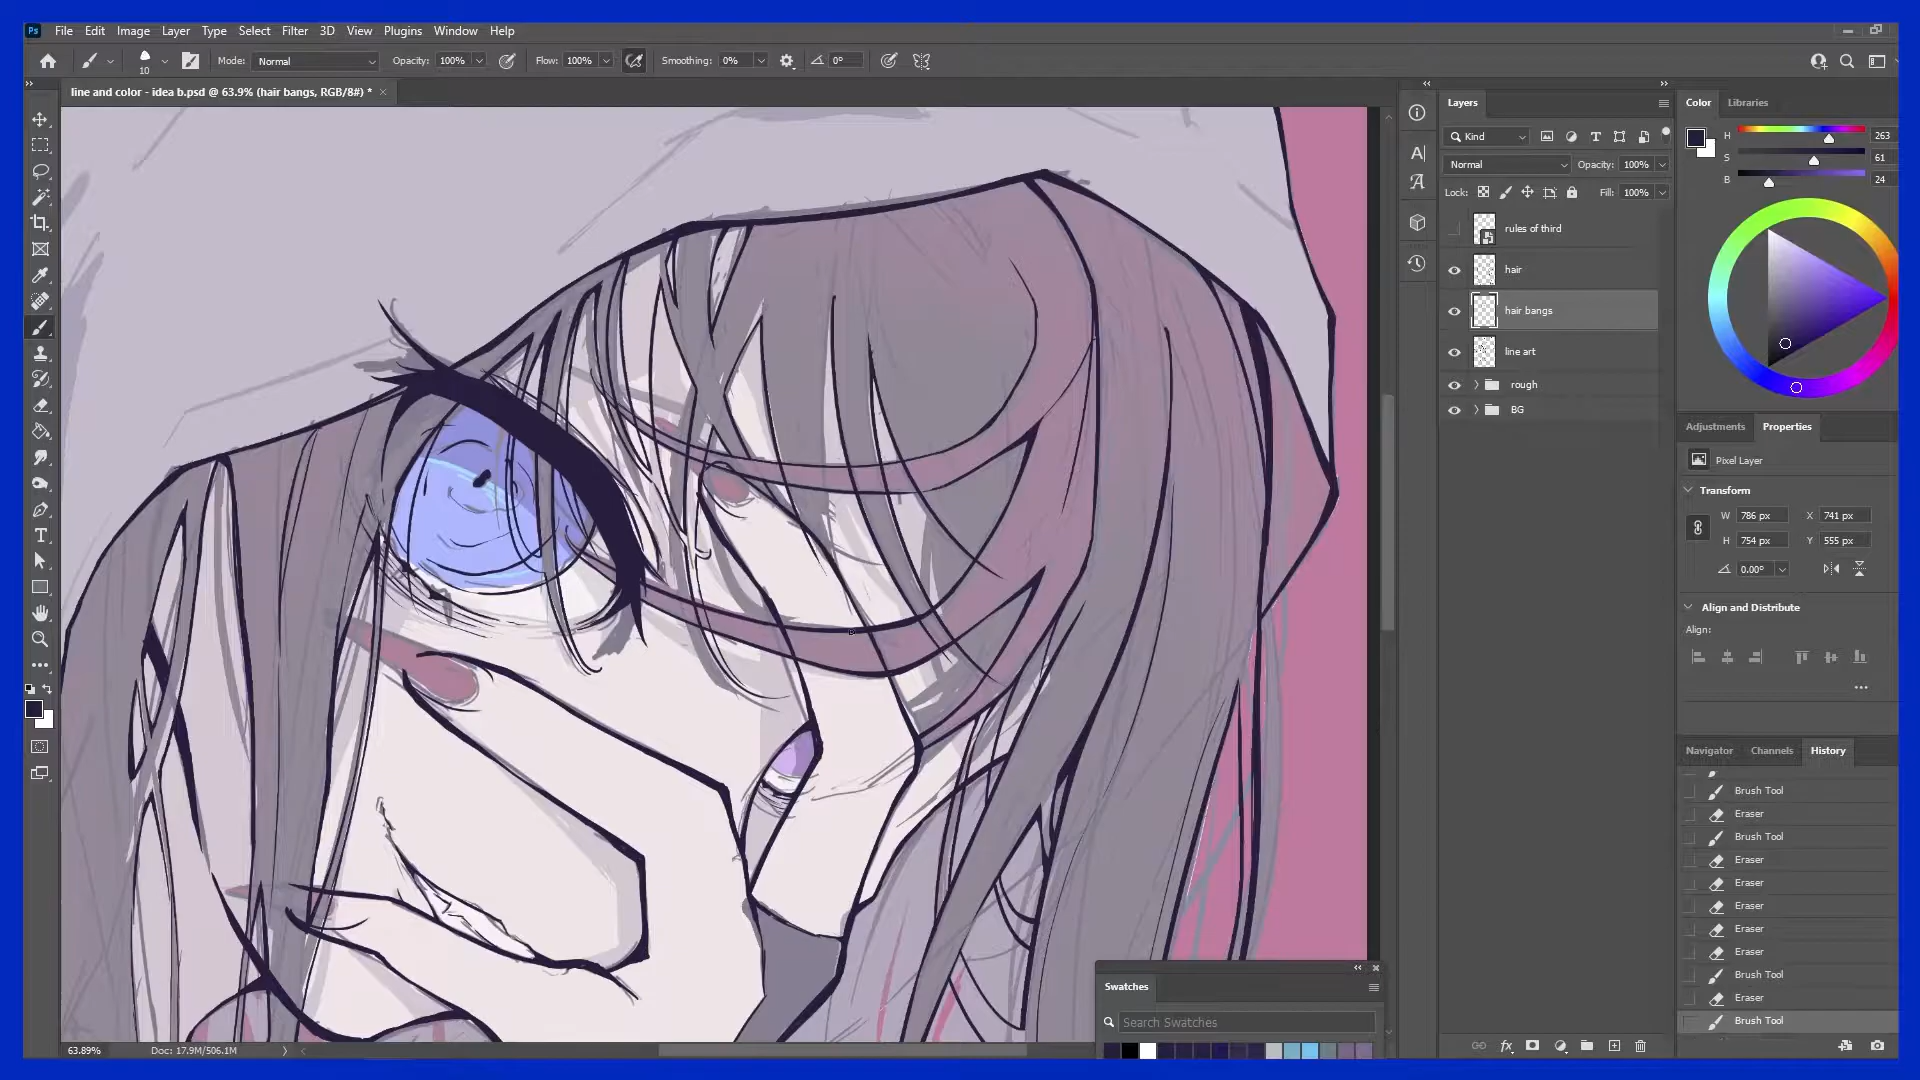 Ps File Edit Image Layer Type Select Filter 3D View Plugins Window Help
10 Mode: Normal Opacity: 100% Flow: 100% Smoothing: 0% 0°
line and color - idea b.psd @ 63.9% (hair bangs, RGB/8#) *
Layers
Kind
Normal Opacity: 100%
Lock: Fill: 100%
rules of third
hair
hair bangs
line art
rough
BG
Color Libraries
H 263
S 61
B 24
Adjustments Properties
Pixel Layer
Transform
W 786 px X 741 px
H 754 px Y 555 px
0.00°
Align and Distribute
Align:
Navigator Channels History
Brush Tool
Eraser
Brush Tool
Eraser
Eraser
Eraser
Eraser
Eraser
Brush Tool
Eraser
Brush Tool
Swatches
Search Swatches
63.89% Doc: 17.9M/506.1M